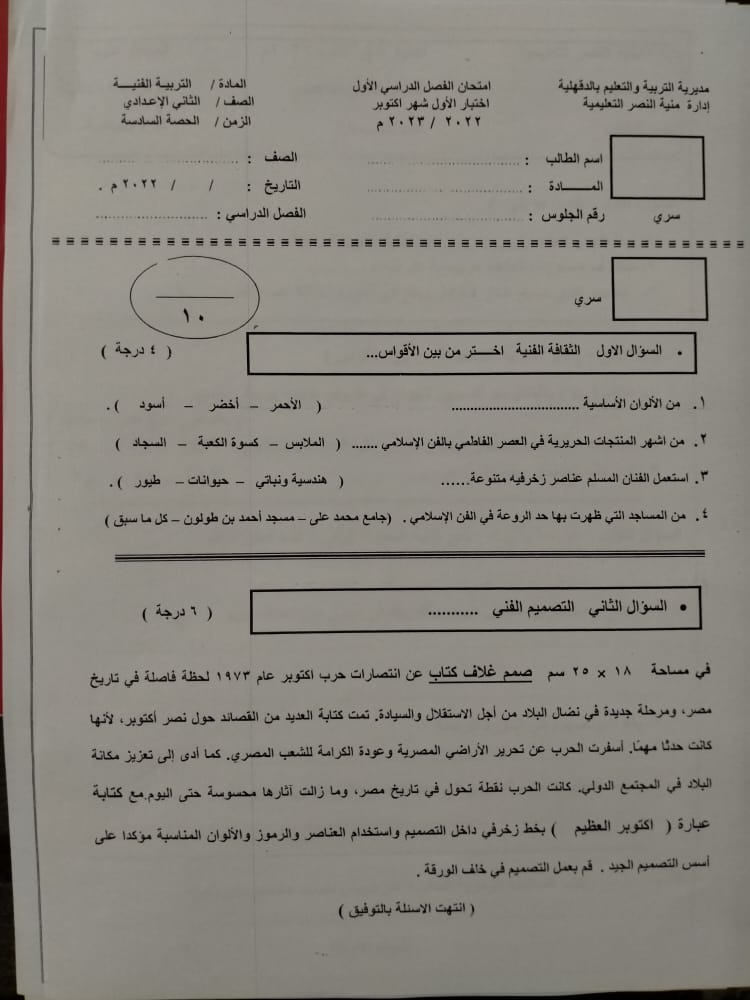 مديرية التربية والتعليم بالدقهلية
إدارة منية النصر التعليمية
امتحان الفصل الدراسي الأول
اختبار الأول شهر اكتوبر
٢٠٢٢ / ٢٠٢٣ م
المادة / التربية الفنية
الصف / الثاني الإعدادي
الزمن / الحصة السادسة
اسم الطالب : ....................
الصف : ....................
المـــــادة : ....................
التاريخ : / / ٢٠٢٢ م .
سري
رقم الجلوس : ....................
الفصل الدراسي : ....................
سري
١٠
• السؤال الاول الثقافة الفنية اختر من بين الأقواس...
( ٤ درجة )
١. من الألوان الأساسية .................................. ( الأحمر – أخضر – أسود ) .
٢. من اشهر المنتجات الحريرية في العصر الفاطمي بالفن الإسلامي ....... ( الملابس – كسوة الكعبة – السجاد )
٣. استعمل الفنان المسلم عناصر زخرفيه متنوعة...... ( هندسية ونباتي – حيوانات – طيور ) .
٤. من المساجد التي ظهرت بها حد الروعة في الفن الإسلامي . (جامع محمد على – مسجد أحمد بن طولون – كل ما سبق )
• السؤال الثاني التصميم الفني ...........
( ٦ درجة )
في مساحة ١٨ × ٢٥ سم صمم غلاف كتاب عن انتصارات حرب اكتوبر عام ١٩٧٣ لحظة فاصلة في تاريخ
مصر، ومرحلة جديدة في نضال البلاد من أجل الاستقلال والسيادة. تمت كتابة العديد من القصائد حول نصر أكتوبر، لأنها
كانت حدثًا مهمًا. أسفرت الحرب عن تحرير الأراضي المصرية وعودة الكرامة للشعب المصري. كما أدى إلى تعزيز مكانة
البلاد في المجتمع الدولي. كانت الحرب نقطة تحول في تاريخ مصر، وما زالت آثارها محسوسة حتى اليوم.مع كتابة
عبارة ( اكتوبر العظيم ) بخط زخرفي داخل التصميم واستخدام العناصر والرموز والألوان المناسبة مؤكدا على
أسس التصميم الجيد . قم بعمل التصميم في خلف الورقة .
( انتهت الاسئلة بالتوفيق )